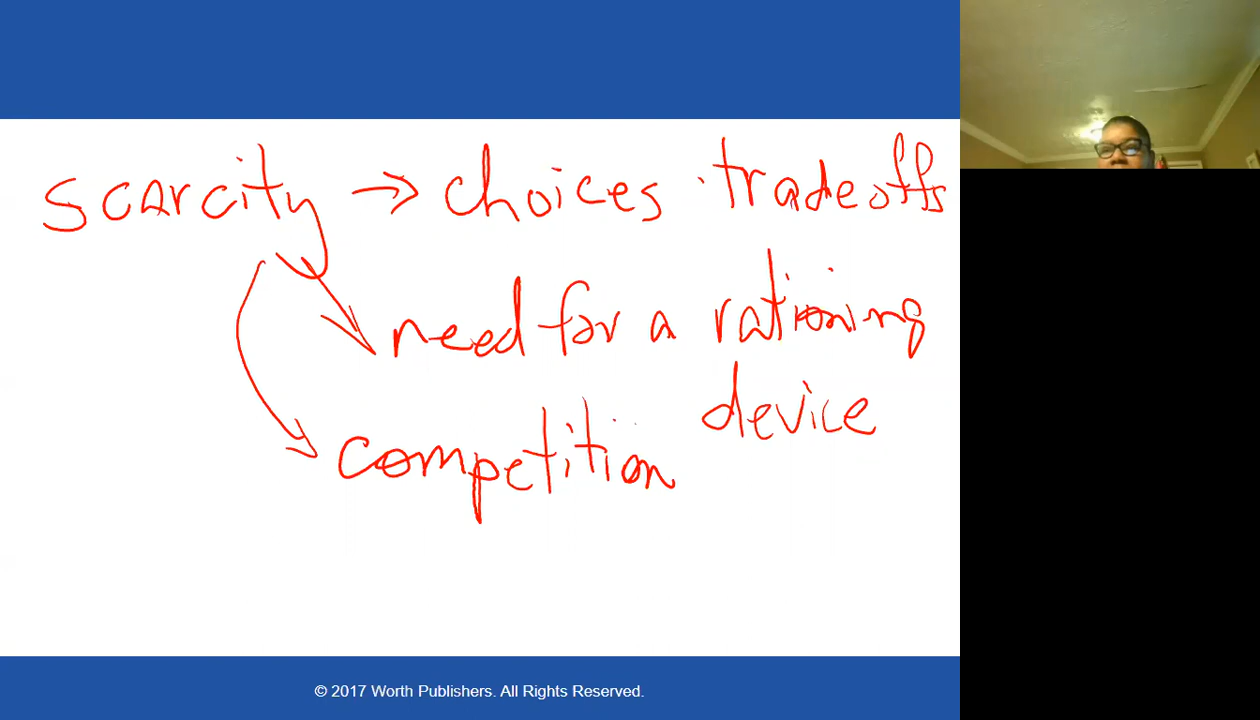 scarcity → choices tradeoffs
need for a rationing
device
competition
© 2017 Worth Publishers. All Rights Reserved.